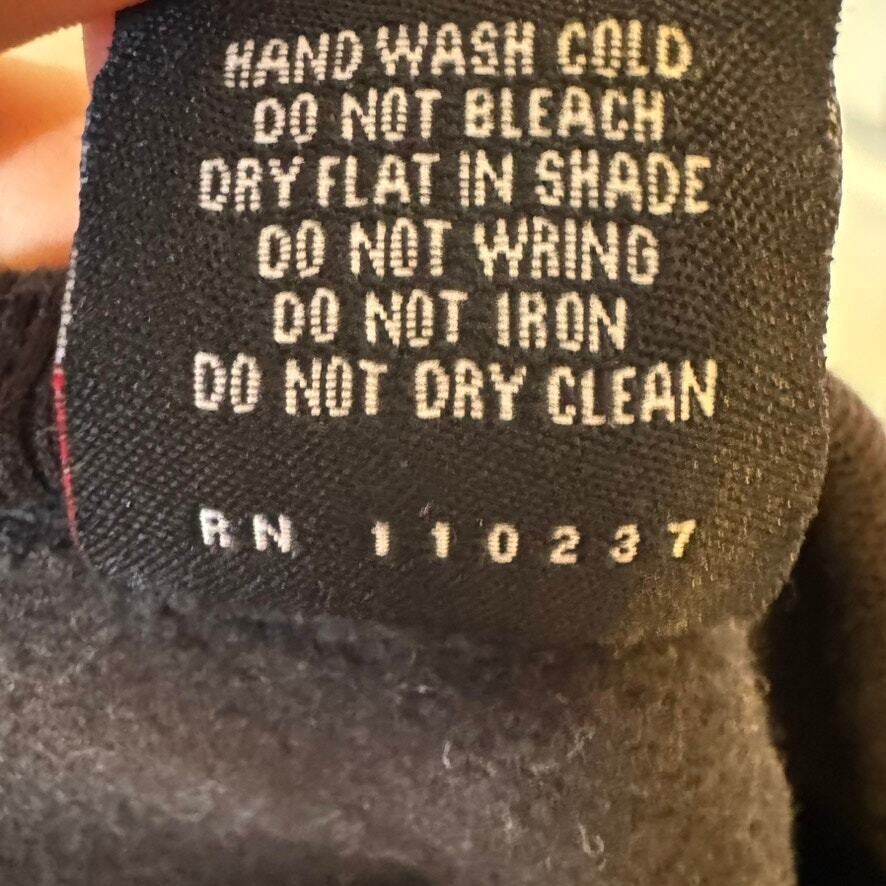 HAND WASH COLD
DO NOT BLEACH
DRY FLAT IN SHADE
DO NOT WRING
DO NOT IRON
DO NOT DRY CLEAN
RN 110237